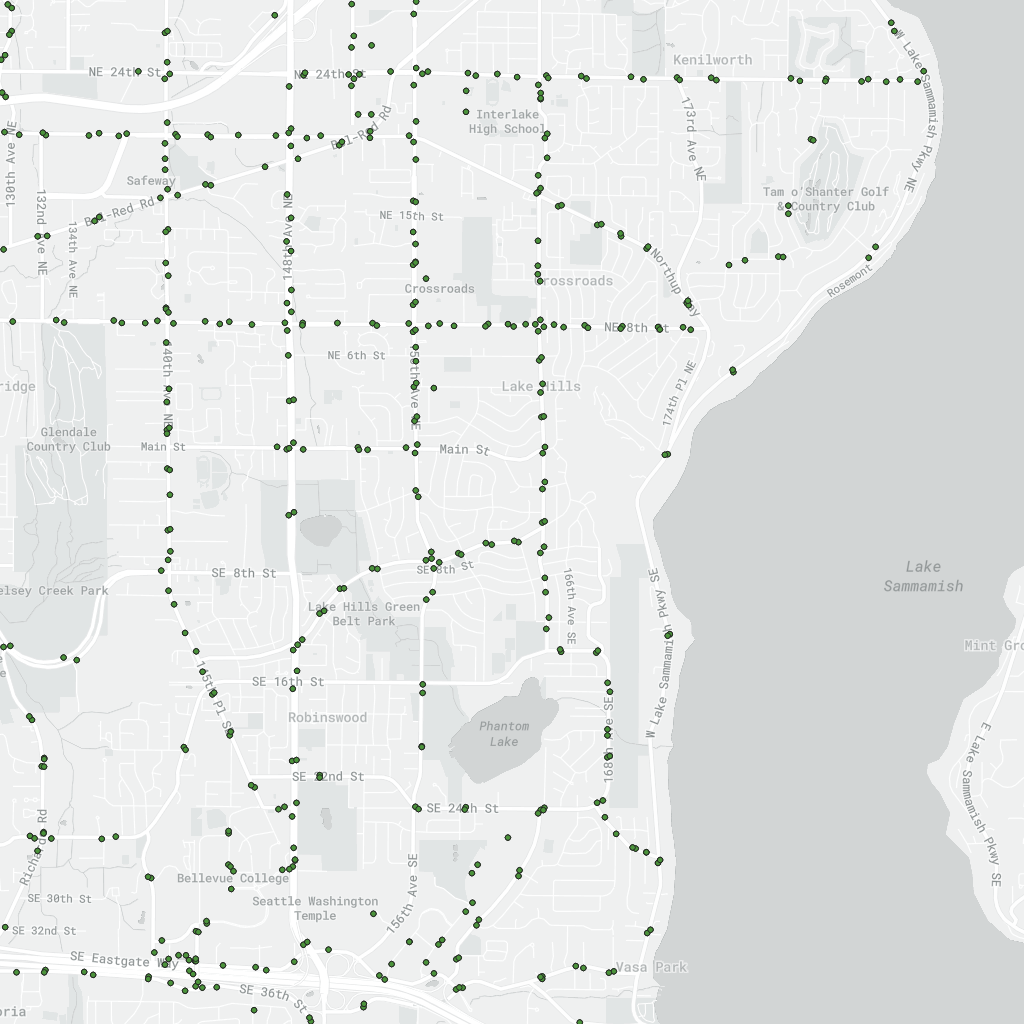 W Lake Sammamish Pkwy NE
Kenilworth
NE 24th St
NE 24th St
130th Ave NE
Bel-Red Rd
Interlake
High School
173rd Ave NE
Safeway
132nd Ave NE
Bel-Red Rd
Tam o'Shanter Golf
& Country Club
NE 15th St
134th Ave NE
148th Ave NE
Crossroads
Crossroads
Northup Way
Rosemont
NE 8th St
NE 6th St
140th Ave NE
156th Ave NE
Lake Hills
174th Pl NE
Glendale
Country Club
Main St
Main St
SE 8th St
SE 8th St
166th Ave SE
W Lake Sammamish Pkwy SE
Lake
Sammamish
elsey Creek Park
Lake Hills Green
Belt Park
Mint Gro
145th Pl SE
SE 16th St
Robinswood
Phantom
Lake
168th Ave SE
E Lake Sammamish Pkwy SE
SE 22nd St
SE 24th St
Richards Rd
156th Ave SE
Bellevue College
SE 30th St
Seattle Washington
Temple
SE 32nd St
SE Eastgate Way
Vasa Park
SE 36th St